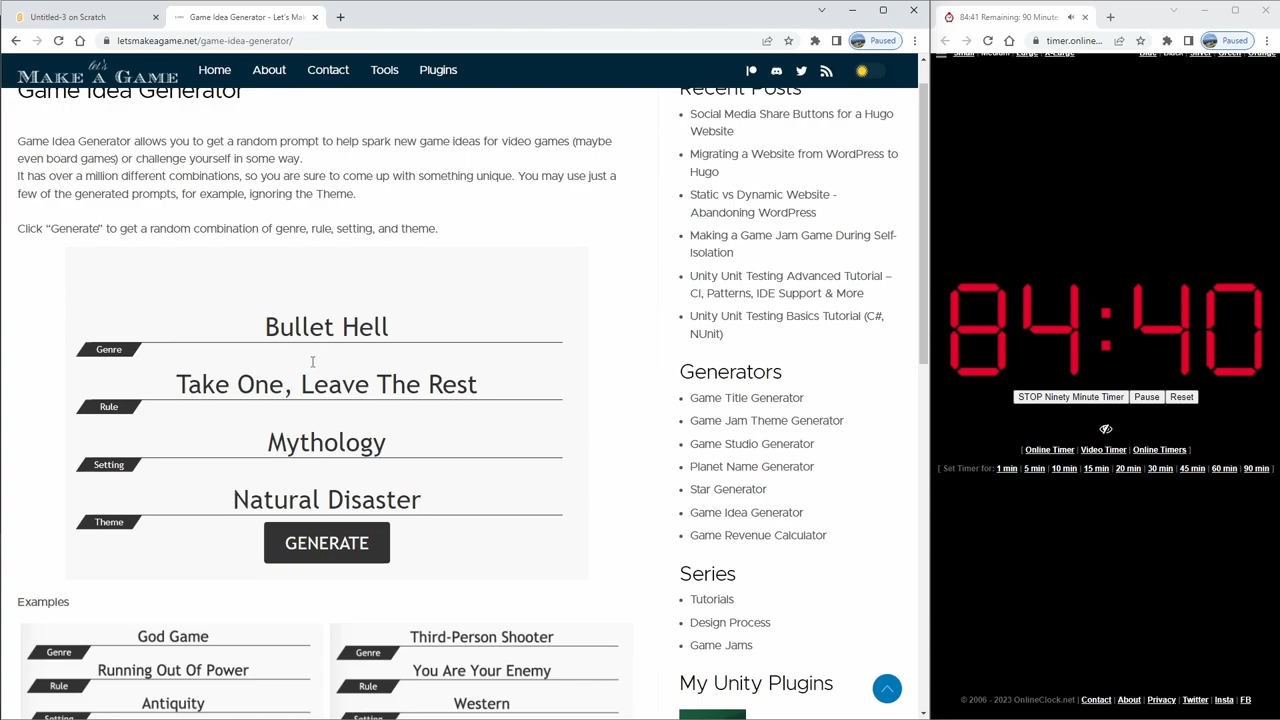 Untitled-3 on Scratch
Game Idea Generator - Let's Mak
letsmakeagame.net/game-idea-generator/
Paused
let's
MAKE A GAME
Home
About
Contact
Tools
Plugins
Game Idea Generator
Game Idea Generator allows you to get a random prompt to help spark new game ideas for video games (maybe
even board games) or challenge yourself in some way.
It has over a million different combinations, so you are sure to come up with something unique. You may use just a
few of the generated prompts, for example, ignoring the Theme.
Click “Generate” to get a random combination of genre, rule, setting, and theme.
Bullet Hell
Genre
Take One, Leave The Rest
Rule
Mythology
Setting
Natural Disaster
Theme
GENERATE
Examples
God Game
Genre
Running Out Of Power
Rule
Antiquity
Setting
Third-Person Shooter
Genre
You Are Your Enemy
Rule
Western
Setting
Recent Posts
Social Media Share Buttons for a Hugo
Website
Migrating a Website from WordPress to
Hugo
Static vs Dynamic Website -
Abandoning WordPress
Making a Game Jam Game During Self-
Isolation
Unity Unit Testing Advanced Tutorial –
CI, Patterns, IDE Support & More
Unity Unit Testing Basics Tutorial (C#,
NUnit)
Generators
Game Title Generator
Game Jam Theme Generator
Game Studio Generator
Planet Name Generator
Star Generator
Game Idea Generator
Game Revenue Calculator
Series
Tutorials
Design Process
Game Jams
My Unity Plugins
84:41 Remaining: 90 Minute
timer.online...
Paused
Small | Medium | Large | X-Large
Blue | Black | Silver | Green | Orange
84:40
STOP Ninety Minute Timer
Pause
Reset
[ Online Timer | Video Timer | Online Timers ]
[ Set Timer for: 1 min | 5 min | 10 min | 15 min | 20 min | 30 min | 45 min | 60 min | 90 min ]
© 2006 - 2023 OnlineClock.net | Contact | About | Privacy | Twitter | Insta | FB